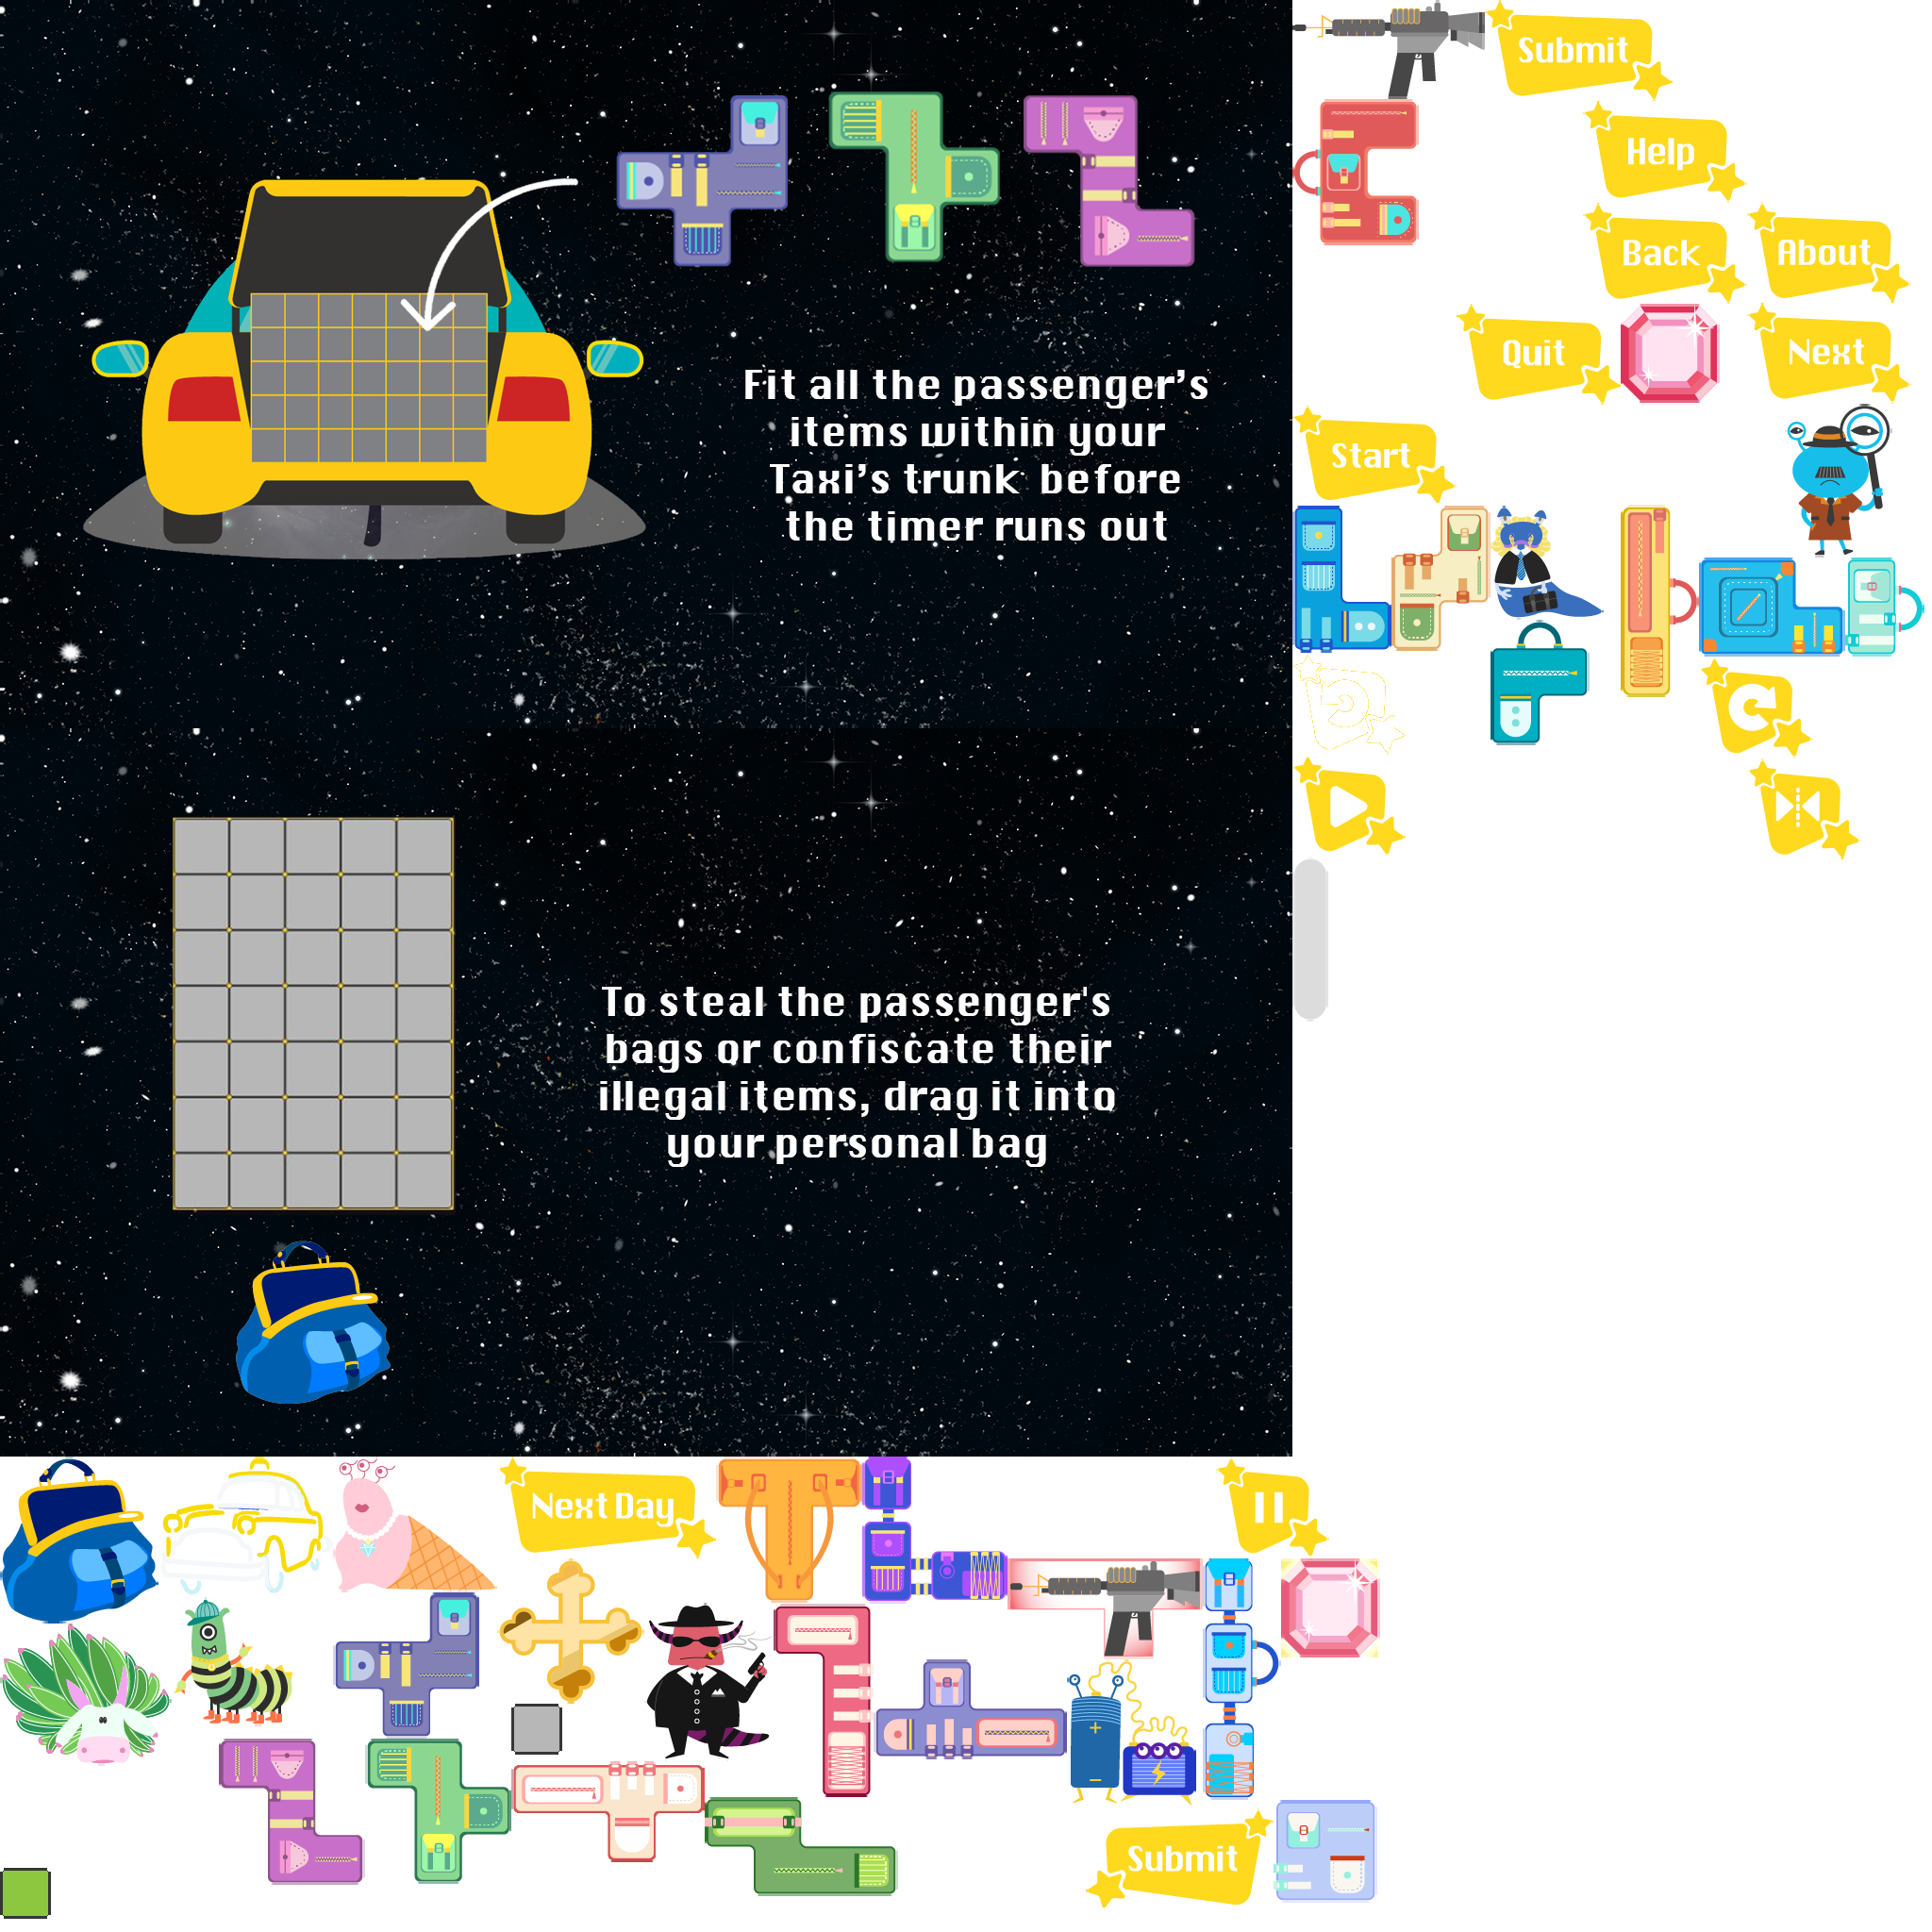 Submit
Help
Back
About
Quit
Next
Start
Fit all the passenger's
items within your
Taxi's trunk before
the timer runs out
To steal the passenger's
bags or confiscate their
illegal items, drag it into
your personal bag
Next Day
Submit